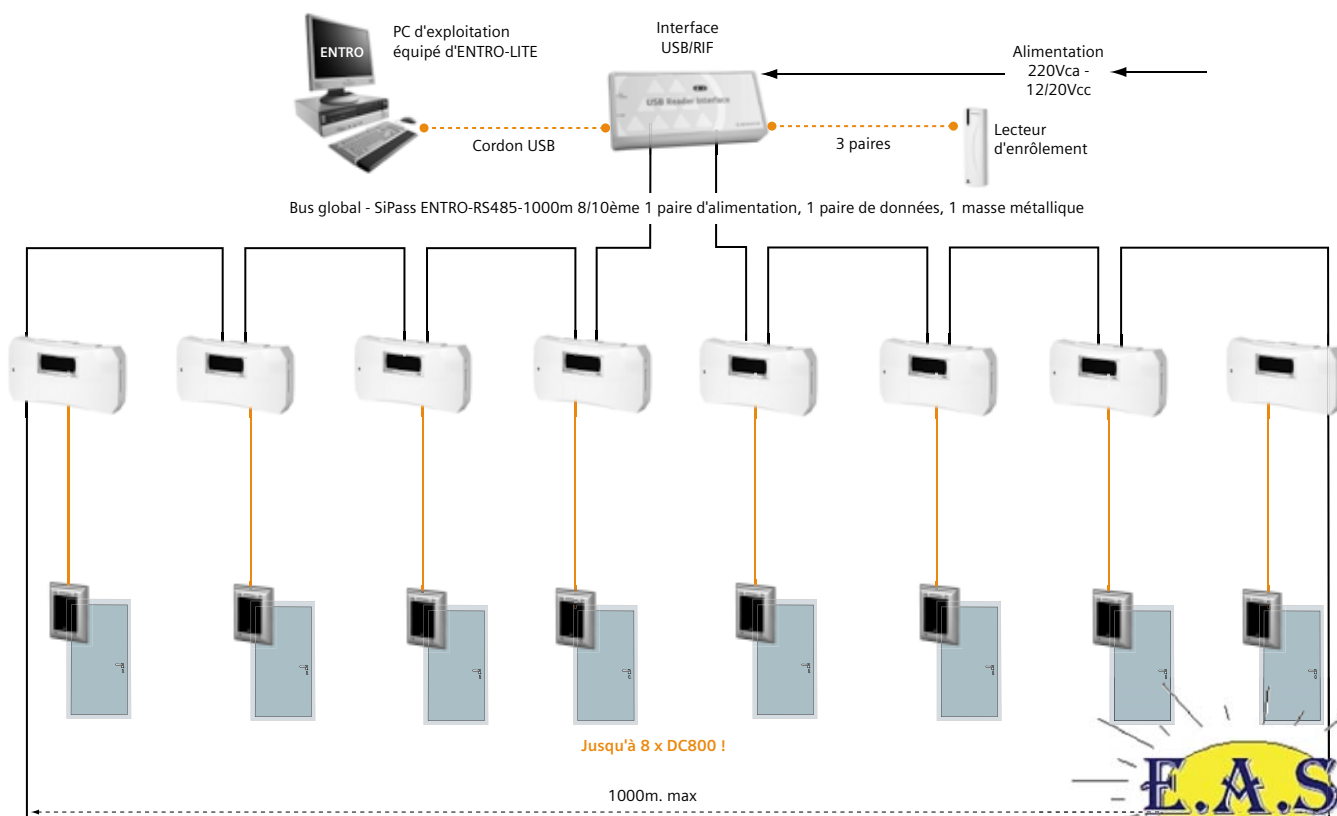 ENTRO
PC d'exploitation
équipé d'ENTRO-LITE
Interface
USB/RIF
Alimentation
220Vca -
12/20Vcc
USB Reader Interface
Cordon USB
3 paires
Lecteur
d'enrôlement
Bus global - SiPass ENTRO-RS485-1000m 8/10ème 1 paire d'alimentation, 1 paire de données, 1 masse métallique
Jusqu'à 8 x DC800 !
1000m. max
E.A.S